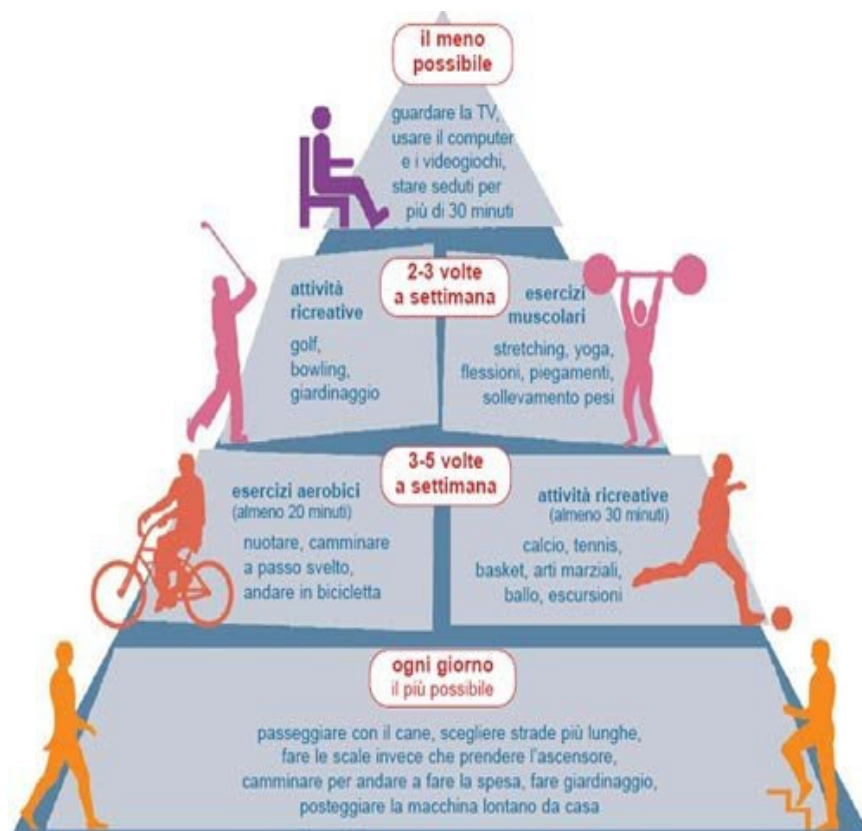 il meno
possibile
guardare la TV,
usare il computer
e i videogiochi,
stare seduti per
più di 30 minuti
2-3 volte
a settimana
attività
ricreative
golf,
bowling,
giardinaggio
esercizi
muscolari
stretching, yoga,
flessioni, piegamenti,
sollevamento pesi
3-5 volte
a settimana
esercizi aerobici
(almeno 20 minuti)
nuotare, camminare
a passo svelto,
andare in bicicletta
attività ricreative
(almeno 30 minuti)
calcio, tennis,
basket, arti marziali,
ballo, escursioni
ogni giorno
il più possibile
passeggiare con il cane, scegliere strade più lunghe,
fare le scale invece che prendere l'ascensore,
camminare per andare a fare la spesa, fare giardinaggio,
posteggiare la macchina lontano da casa